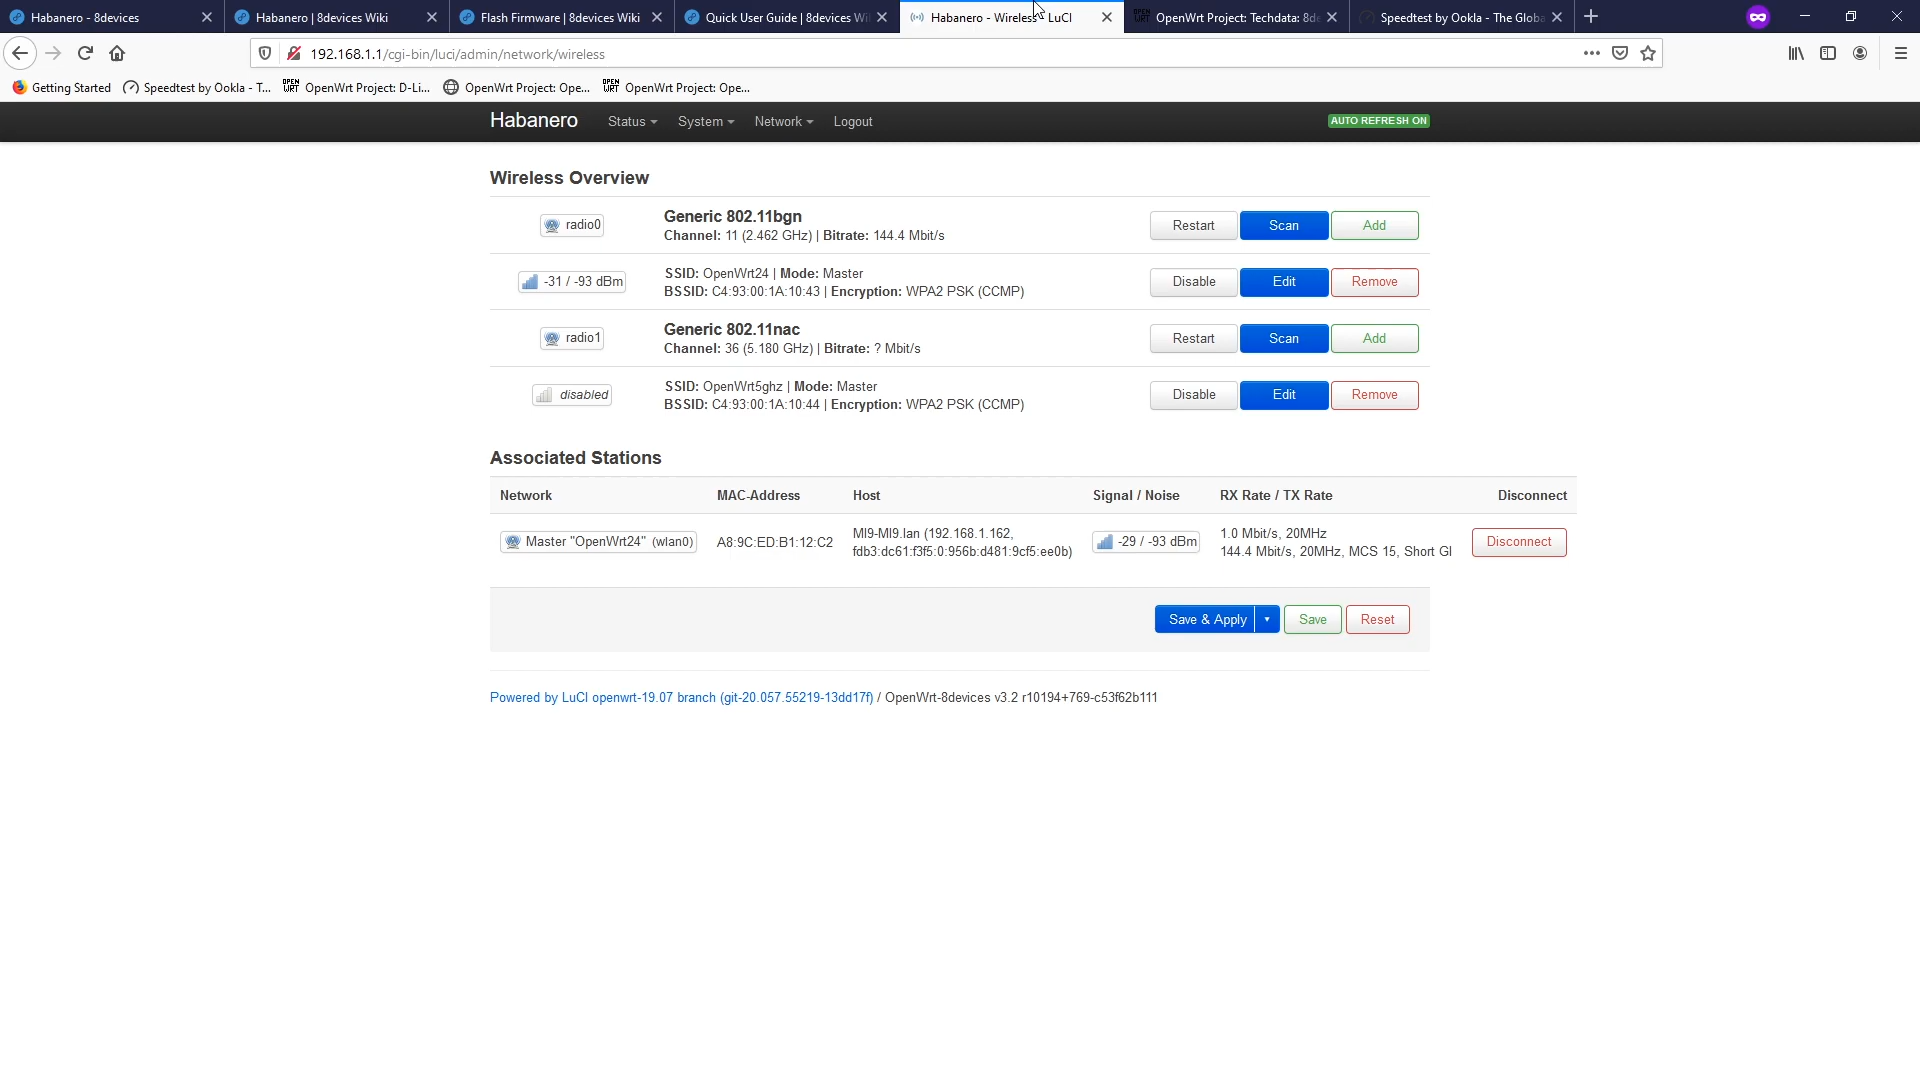 Habanero - 8devices
Habanero | 8devices Wiki
Flash Firmware | 8devices Wiki
Quick User Guide | 8devices Wi
Habanero - Wireless - LuCI
OpenWrt Project: Techdata: 8de
Speedtest by Ookla - The Globa
192.168.1.1/cgi-bin/luci/admin/network/wireless
Getting Started
Speedtest by Ookla - T...
OPEN WRT
OpenWrt Project: D-Li...
OpenWrt Project: Ope...
OPEN WRT
OpenWrt Project: Ope...
Habanero Status System Network Logout AUTO REFRESH ON
Wireless Overview
radio0
Generic 802.11bgn
Channel: 11 (2.462 GHz) | Bitrate: 144.4 Mbit/s
Restart Scan Add
-31 / -93 dBm
SSID: OpenWrt24 | Mode: Master
BSSID: C4:93:00:1A:10:43 | Encryption: WPA2 PSK (CCMP)
Disable Edit Remove
radio1
Generic 802.11nac
Channel: 36 (5.180 GHz) | Bitrate: ? Mbit/s
Restart Scan Add
disabled
SSID: OpenWrt5ghz | Mode: Master
BSSID: C4:93:00:1A:10:44 | Encryption: WPA2 PSK (CCMP)
Disable Edit Remove
Associated Stations
Network MAC-Address Host Signal / Noise RX Rate / TX Rate Disconnect
Master "OpenWrt24" (wlan0)
A8:9C:ED:B1:12:C2
MI9-MI9.lan (192.168.1.162,
fdb3:dc61:f3f5:0:956b:d481:9cf5:ee0b)
-29 / -93 dBm
1.0 Mbit/s, 20MHz
144.4 Mbit/s, 20MHz, MCS 15, Short GI
Disconnect
Save & Apply Save Reset
Powered by LuCI openwrt-19.07 branch (git-20.057.55219-13dd17f) / OpenWrt-8devices v3.2 r10194+769-c53f62b111